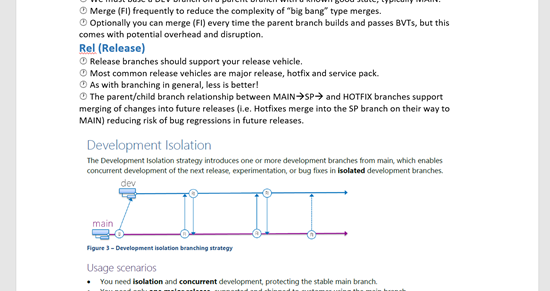 We must base a DEV branch on a parent branch with a known good state, typically MAIN.
Merge (FI) frequently to reduce the complexity of “big bang” type merges.
Optionally you can merge (FI) every time the parent branch builds and passes BVTs, but this
comes with potential overhead and disruption.
Rel (Release)
Release branches should support your release vehicle.
Most common release vehicles are major release, hotfix and service pack.
As with branching in general, less is better!
The parent/child branch relationship between MAIN→SP→ and HOTFIX branches support
merging of changes into future releases (i.e. Hotfixes merge into the SP branch on their way to
MAIN) reducing risk of bug regressions in future releases.
Development Isolation
The Development Isolation strategy introduces one or more development branches from main, which enables
concurrent development of the next release, experimentation, or bug fixes in isolated development branches.
dev
main
Figure 3 – Development isolation branching strategy
Usage scenarios
• You need isolation and concurrent development, protecting the stable main branch.